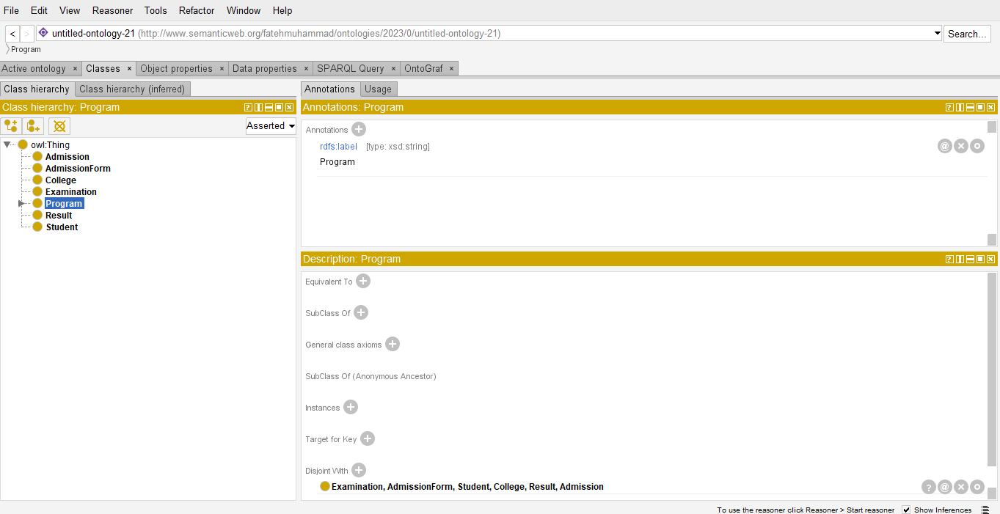 File Edit View Reasoner Tools Refactor Window Help
< > untitled-ontology-21 (http://www.semanticweb.org/fatehmuhammad/ontologies/2023/0/untitled-ontology-21) Search...
Program
Active ontology × Classes × Object properties × Data properties × SPARQL Query × OntoGraf ×
Class hierarchy Class hierarchy (inferred)
Class hierarchy: Program
Asserted
owl:Thing
Admission
AdmissionForm
College
Examination
Program
Result
Student
Annotations Usage
Annotations: Program
Annotations
rdfs:label [type: xsd:string]
Program
Description: Program
Equivalent To
SubClass Of
General class axioms
SubClass Of (Anonymous Ancestor)
Instances
Target for Key
Disjoint With
Examination, AdmissionForm, Student, College, Result, Admission
To use the reasoner click Reasoner > Start reasoner Show Inferences